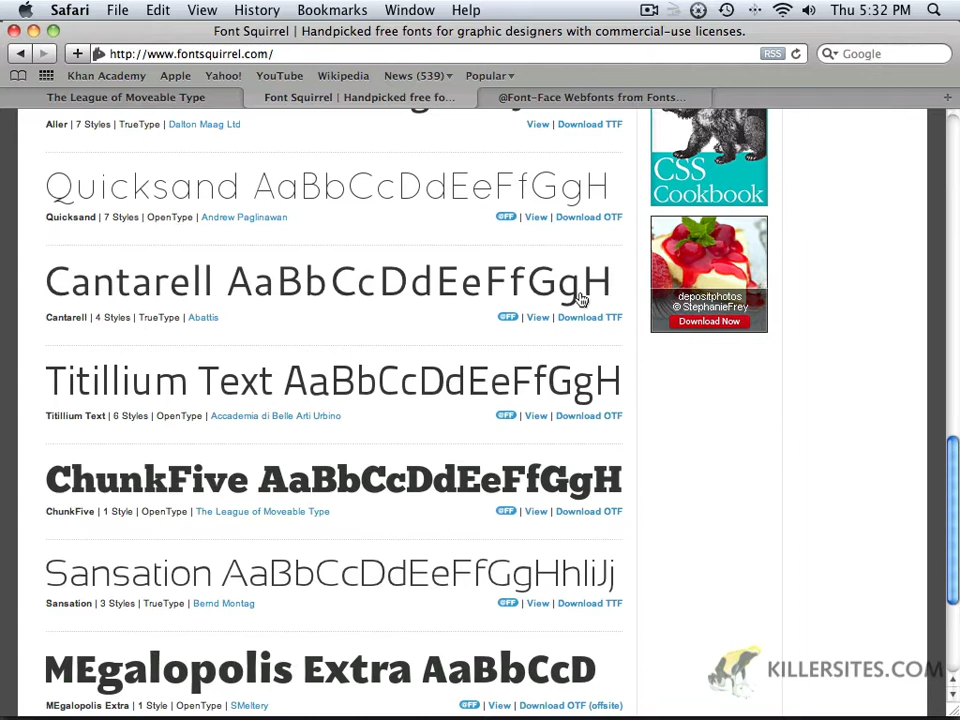 Safari File Edit View History Bookmarks Window Help Thu 5:32 PM
Font Squirrel | Handpicked free fonts for graphic designers with commercial-use licenses.
http://www.fontsquirrel.com/ RSS Google
Khan Academy Apple Yahoo! YouTube Wikipedia News (539) Popular
The League of Moveable Type Font Squirrel | Handpicked free fo... @Font-Face Webfonts from Fonts...
Aller | 7 Styles | TrueType | Dalton Maag Ltd View | Download TTF
Quicksand AaBbCcDdEeFfGgH
Quicksand | 7 Styles | OpenType | Andrew Paglinawan @FF | View | Download OTF
Cantarell AaBbCcDdEeFfGgH
Cantarell | 4 Styles | TrueType | Abattis @FF | View | Download TTF
Titillium Text AaBbCcDdEeFfGgH
Titillium Text | 6 Styles | OpenType | Accademia di Belle Arti Urbino @FF | View | Download OTF
ChunkFive AaBbCcDdEeFfGgH
ChunkFive | 1 Style | OpenType | The League of Moveable Type @FF | View | Download OTF
Sansation AaBbCcDdEeFfGgHhIiJj
Sansation | 3 Styles | TrueType | Bernd Montag @FF | View | Download TTF
MEgalopolis Extra AaBbCcD
MEgalopolis Extra | 1 Style | OpenType | SMeltery @FF | View | Download OTF (offsite)
CSS
Cookbook
depositphotos
© StephanieFrey
Download Now
KILLERSITES.COM